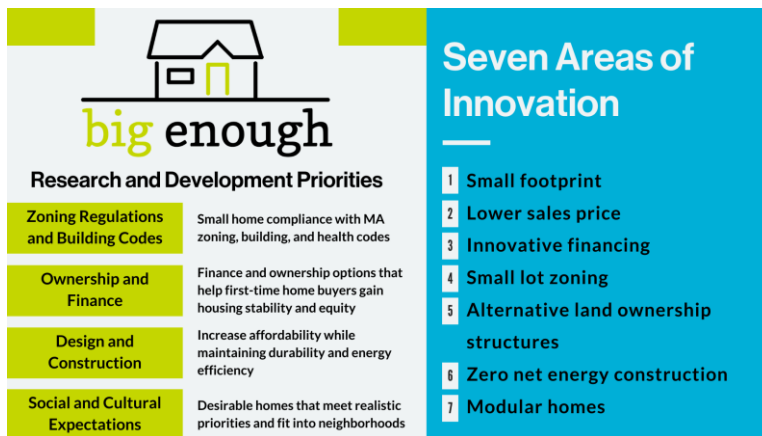 big enough
Research and Development Priorities
Zoning Regulations
and Building Codes
Small home compliance with MA
zoning, building, and health codes
Ownership and
Finance
Finance and ownership options that
help first-time home buyers gain
housing stability and equity
Design and
Construction
Increase affordability while
maintaining durability and energy
efficiency
Social and Cultural
Expectations
Desirable homes that meet realistic
priorities and fit into neighborhoods
Seven Areas of
Innovation
1 Small footprint
2 Lower sales price
3 Innovative financing
4 Small lot zoning
5 Alternative land ownership
structures
6 Zero net energy construction
7 Modular homes